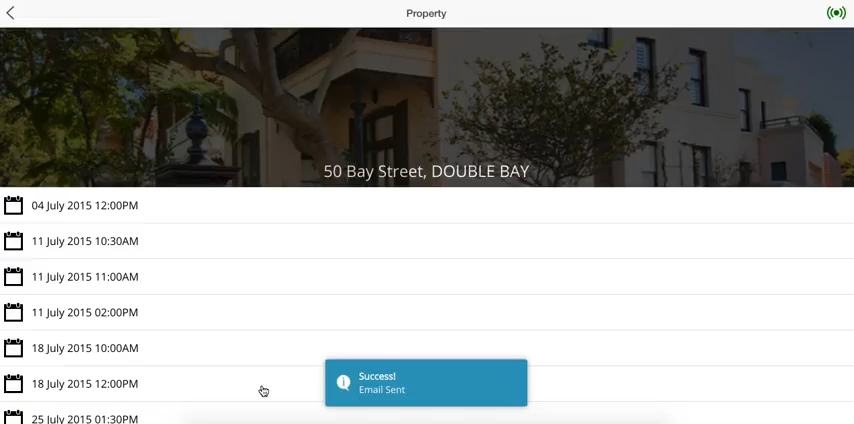 Property
50 Bay Street, DOUBLE BAY
04 July 2015 12:00PM
11 July 2015 10:30AM
11 July 2015 11:00AM
11 July 2015 02:00PM
18 July 2015 10:00AM
18 July 2015 12:00PM
Success!
Email Sent
25 July 2015 01:30PM